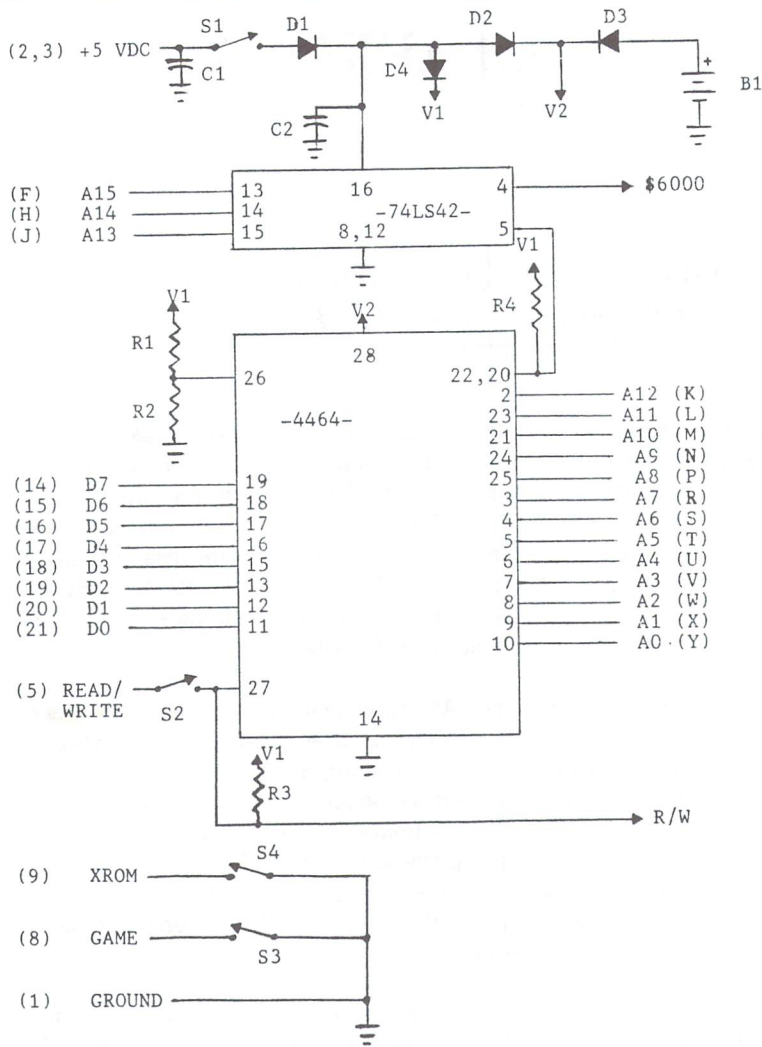 S1 D1 D2 D3
(2,3) +5 VDC
C1 D4 V1 V2 + B1
C2
(F) A15 13 16 4 $6000
(H) A14 14 -74LS42-
(J) A13 15 8,12 5
V1
V1 V2 R4
R1 28
26 22,20
R2 -4464- 2 A12 (K)
23 A11 (L)
21 A10 (M)
24 A9 (N)
25 A8 (P)
(14) D7 19 3 A7 (R)
(15) D6 18 4 A6 (S)
(16) D5 17 5 A5 (T)
(17) D4 16 6 A4 (U)
(18) D3 15 7 A3 (V)
(19) D2 13 8 A2 (W)
(20) D1 12 9 A1 (X)
(21) D0 11 10 A0 (Y)
(5) READ/ 27
WRITE S2 14
V1
R3
R/W
S4
(9) XROM
(8) GAME
S3
(1) GROUND